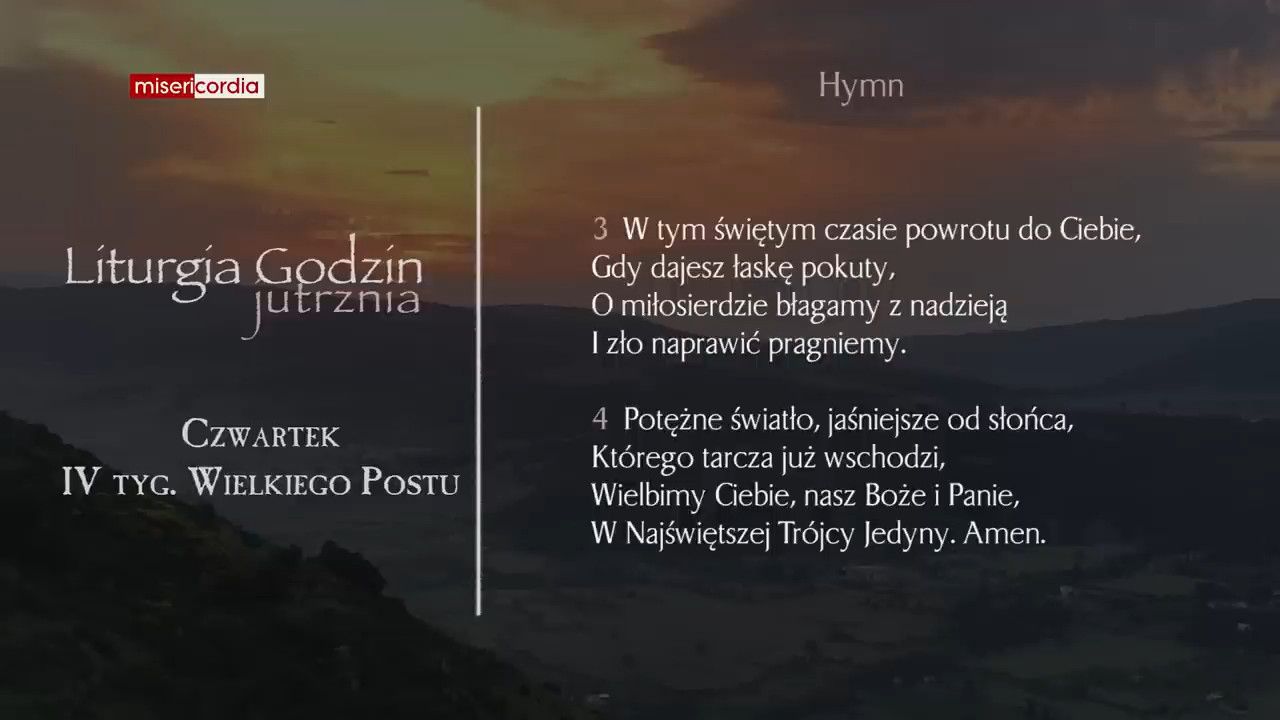 misericordia
Hymn
Liturgia Godzin
jutrznia
Czwartek
IV tyg. Wielkiego Postu
3 W tym świętym czasie powrotu do Ciebie,
Gdy dajesz łaskę pokuty,
O miłosierdzie błagamy z nadzieją
I zło naprawić pragniemy.
4 Potężne światło, jaśniejsze od słońca,
Którego tarcza już wschodzi,
Wielbimy Ciebie, nasz Boże i Panie,
W Najświętszej Trójcy Jedyny. Amen.